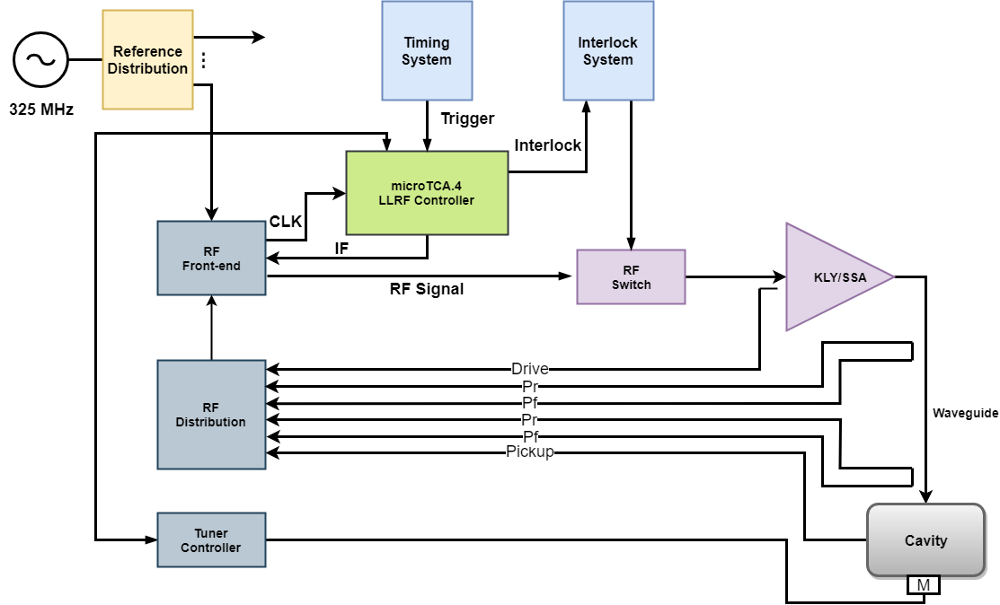 Reference
Distribution
325 MHz
Timing
System
Interlock
System
Trigger
Interlock
microTCA.4
LLRF Controller
CLK
IF
RF
Front-end
RF Signal
RF
Switch
KLY/SSA
Drive
Pr
Pf
Pr
Pf
Pickup
RF
Distribution
Waveguide
Tuner
Controller
Cavity
M